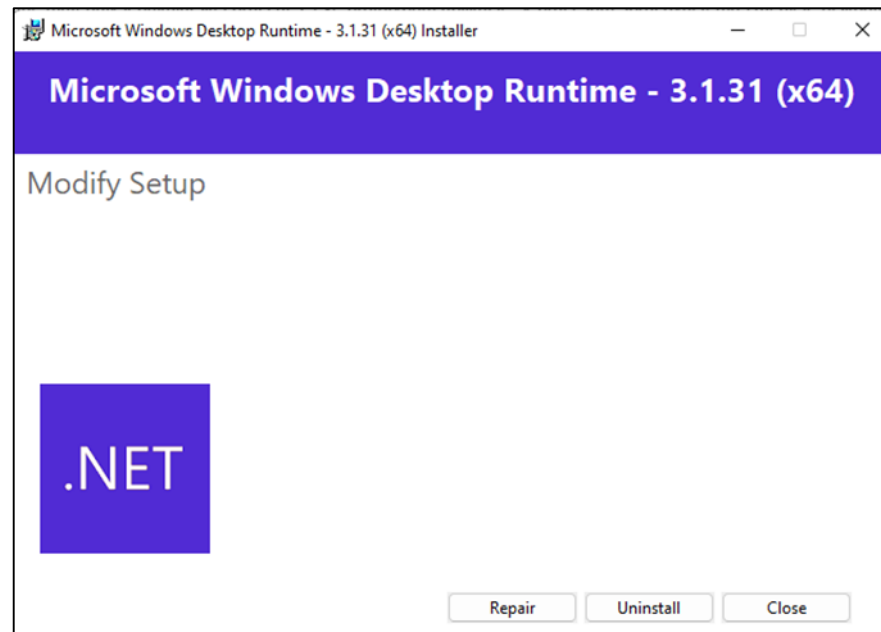 Microsoft Windows Desktop Runtime - 3.1.31 (x64) Installer
Microsoft Windows Desktop Runtime - 3.1.31 (x64)
Modify Setup
.NET
Repair Uninstall Close